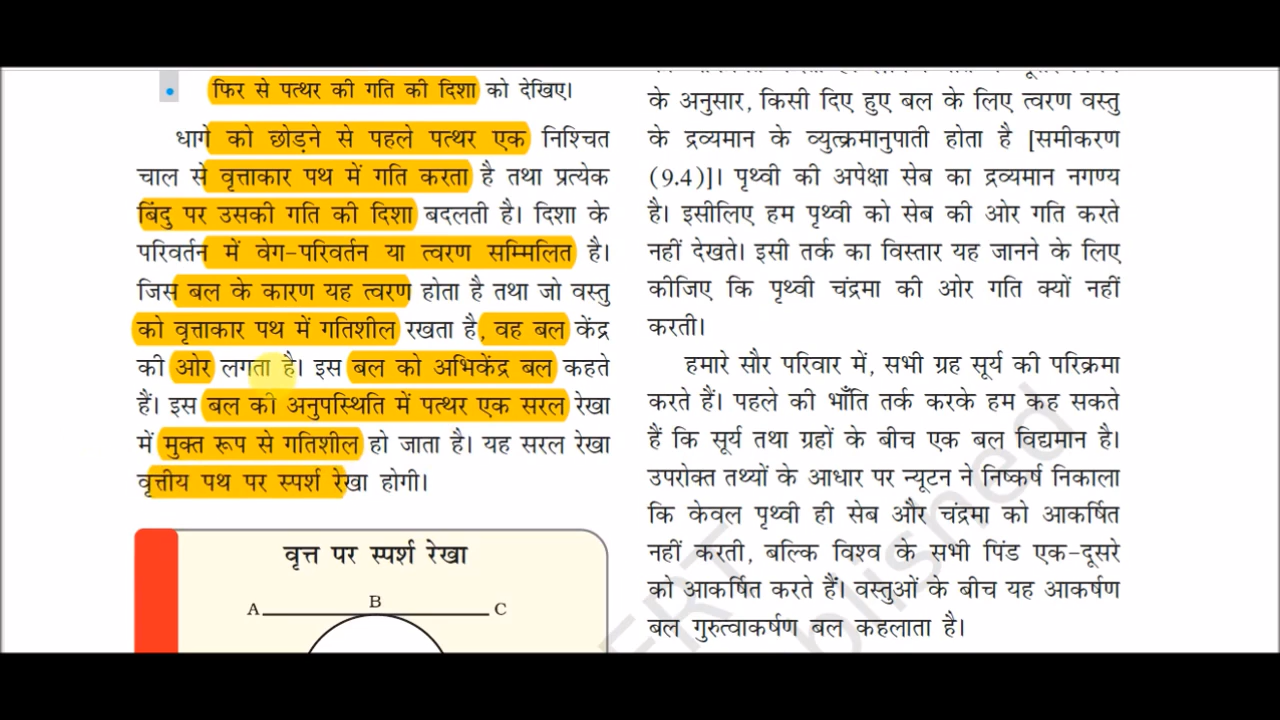 फिर से पत्थर की गति की दिशा को देखिए।
धागे को छोड़ने से पहले पत्थर एक निश्चित
चाल से वृत्ताकार पथ में गति करता है तथा प्रत्येक
बिंदु पर उसकी गति की दिशा बदलती है। दिशा के
परिवर्तन में वेग-परिवर्तन या त्वरण सम्मिलित है।
जिस बल के कारण यह त्वरण होता है तथा जो वस्तु
को वृत्ताकार पथ में गतिशील रखता है, वह बल केंद्र
की ओर लगता है। इस बल को अभिकेंद्र बल कहते
हैं। इस बल की अनुपस्थिति में पत्थर एक सरल रेखा
में मुक्त रूप से गतिशील हो जाता है। यह सरल रेखा
वृत्तीय पथ पर स्पर्श रेखा होगी।
वृत्त पर स्पर्श रेखा
A B C
के अनुसार, किसी दिए हुए बल के लिए त्वरण वस्तु
के द्रव्यमान के व्युत्क्रमानुपाती होता है [समीकरण
(9.4)]। पृथ्वी की अपेक्षा सेब का द्रव्यमान नगण्य
है। इसीलिए हम पृथ्वी को सेब की ओर गति करते
नहीं देखते। इसी तर्क का विस्तार यह जानने के लिए
कीजिए कि पृथ्वी चंद्रमा की ओर गति क्यों नहीं
करती।
हमारे सौर परिवार में, सभी ग्रह सूर्य की परिक्रमा
करते हैं। पहले की भाँति तर्क करके हम कह सकते
हैं कि सूर्य तथा ग्रहों के बीच एक बल विद्यमान है।
उपरोक्त तथ्यों के आधार पर न्यूटन ने निष्कर्ष निकाला
कि केवल पृथ्वी ही सेब और चंद्रमा को आकर्षित
नहीं करती, बल्कि विश्व के सभी पिंड एक-दूसरे
को आकर्षित करते हैं। वस्तुओं के बीच यह आकर्षण
बल गुरुत्वाकर्षण बल कहलाता है।